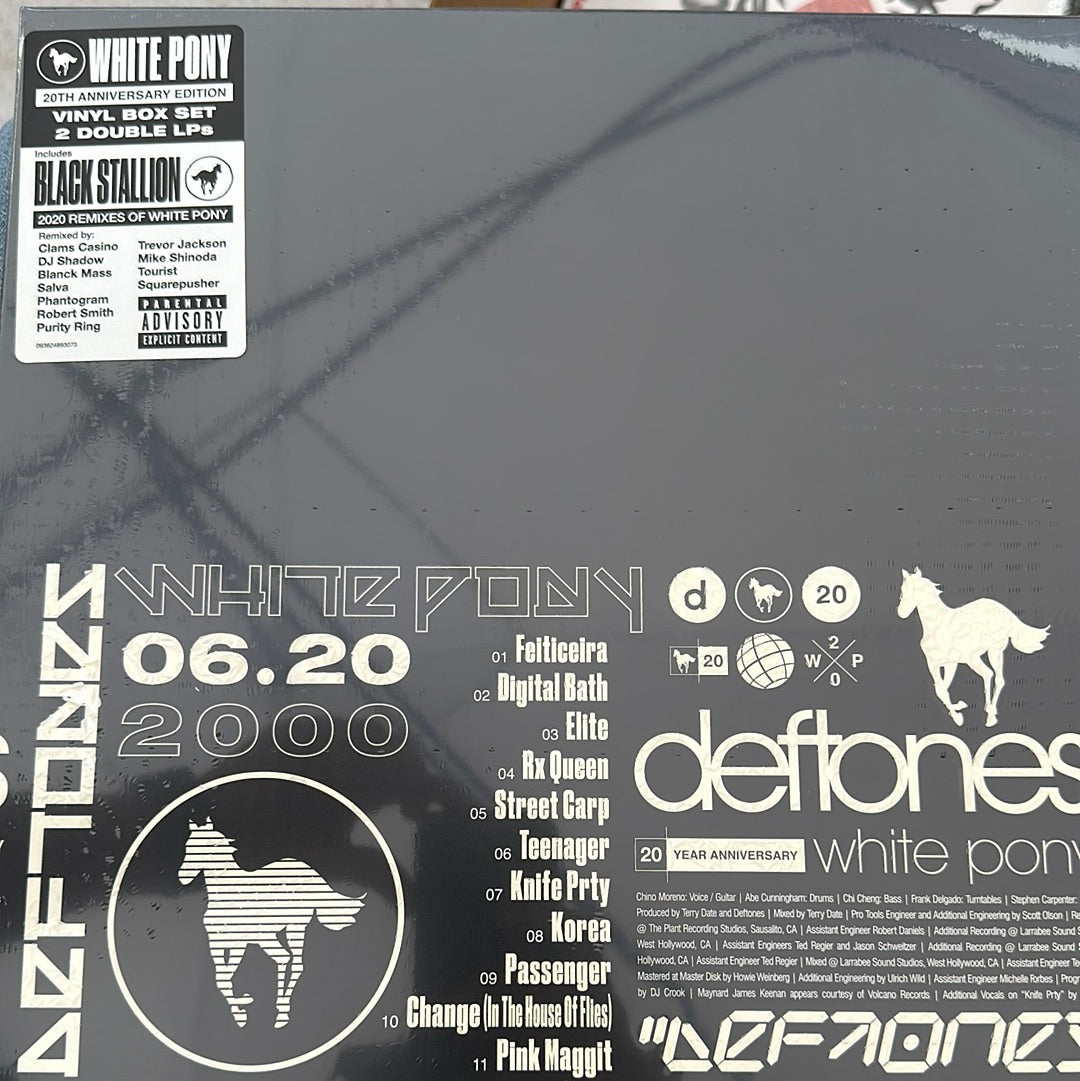 WHITE PONY
20TH ANNIVERSARY EDITION
VINYL BOX SET
2 DOUBLE LPs
Includes
BLACK STALLION
2020 REMIXES OF WHITE PONY
Remixed by:
Clams Casino
DJ Shadow
Blanck Mass
Salva
Phantogram
Robert Smith
Purity Ring
Trevor Jackson
Mike Shinoda
Tourist
Squarepusher
PARENTAL
ADVISORY
EXPLICIT CONTENT
093624893073
DEFTONES
WHITE PONY
06.20
2000
01 Feiticeira
02 Digital Bath
03 Elite
04 Rx Queen
05 Street Carp
06 Teenager
07 Knife Prty
08 Korea
09 Passenger
10 Change (In The House Of Flies)
11 Pink Maggit
d
20
20
2
W P
0
deftones
20 YEAR ANNIVERSARY
white pony
Chino Moreno: Voice / Guitar | Abe Cunningham: Drums | Chi Cheng: Bass | Frank Delgado: Turntables | Stephen Carpenter:
Produced by Terry Date and Deftones | Mixed by Terry Date | Pro Tools Engineer and Additional Engineering by Scott Olson |
@ The Plant Recording Studios, Sausalito, CA | Assistant Engineer Robert Daniels | Additional Recording @ Larrabee Sound
West Hollywood, CA | Assistant Engineers Ted Regier and Jason Schweitzer | Additional Recording @ Larrabee Sound
Hollywood, CA | Assistant Engineer Ted Regier | Mixed @ Larrabee Sound Studios, West Hollywood, CA | Assistant Engineer
Mastered at Master Disk by Howie Weinberg | Additional Engineering by Ulrich Wild | Assistant Engineer Michelle Forbes |
by DJ Crook | Maynard James Keenan appears courtesy of Volcano Records | Additional Vocals on "Knife Prty" by
"DEFTONES